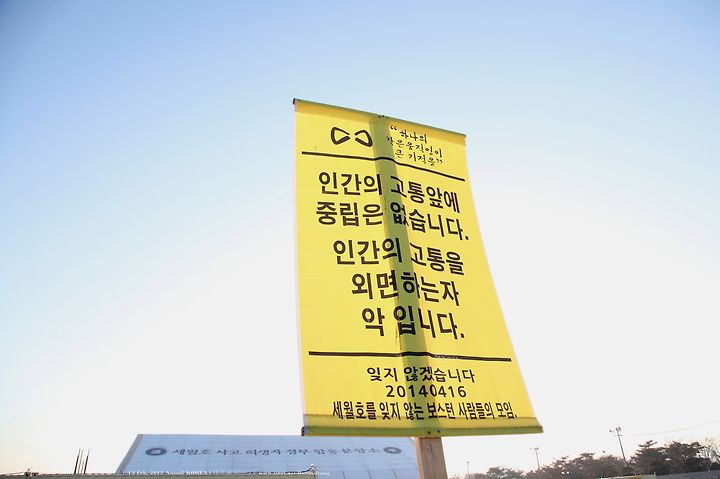 “하나의
작은움직임이
큰 기적을”
인간의 고통앞에
중립은 없습니다.
인간의 고통을
외면하는자
악 입니다.
잊지 않겠습니다
20140416
세월호를 잊지 않는 보스턴 사람들의 모임.
세월호 사고 희생자 정부 합동분향소